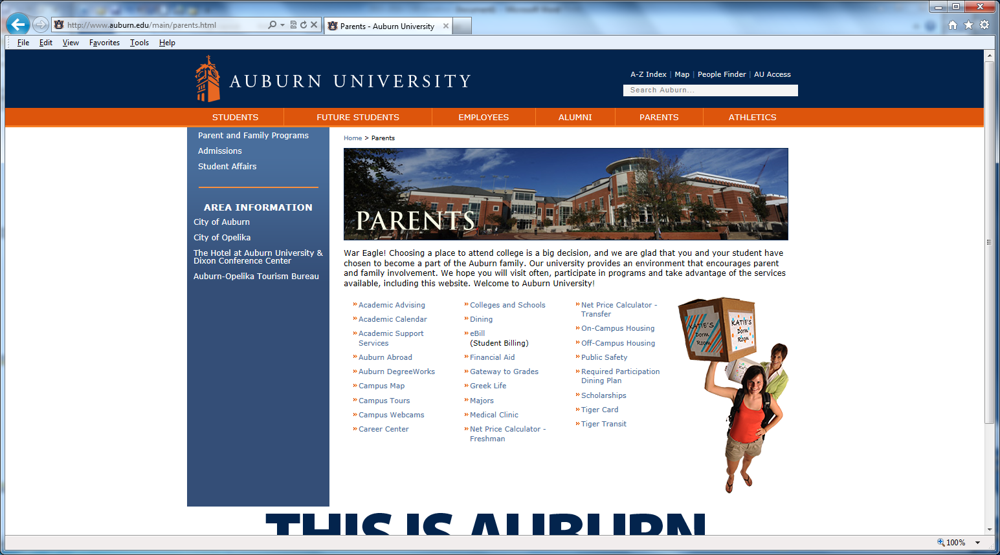 http://www.auburn.edu/main/parents.html
Parents - Auburn University
File Edit View Favorites Tools Help
AUBURN UNIVERSITY
A-Z Index | Map | People Finder | AU Access
Search Auburn...
STUDENTS FUTURE STUDENTS EMPLOYEES ALUMNI PARENTS ATHLETICS
Parent and Family Programs
Admissions
Student Affairs
AREA INFORMATION
City of Auburn
City of Opelika
The Hotel at Auburn University &
Dixon Conference Center
Auburn-Opelika Tourism Bureau
Home > Parents
PARENTS
War Eagle! Choosing a place to attend college is a big decision, and we are glad that you and your student have
chosen to become a part of the Auburn family. Our university provides an environment that encourages parent
and family involvement. We hope you will visit often, participate in programs and take advantage of the services
available, including this website. Welcome to Auburn University!
» Academic Advising
» Academic Calendar
» Academic Support
Services
» Auburn Abroad
» Auburn DegreeWorks
» Campus Map
» Campus Tours
» Campus Webcams
» Career Center
» Colleges and Schools
» Dining
» eBill
(Student Billing)
» Financial Aid
» Gateway to Grades
» Greek Life
» Majors
» Medical Clinic
» Net Price Calculator -
Freshman
» Net Price Calculator -
Transfer
» On-Campus Housing
» Off-Campus Housing
» Public Safety
» Required Participation
Dining Plan
» Scholarships
» Tiger Card
» Tiger Transit
KATIE'S
Dorm
Room
KATIE'S
Dorm
Room
THIS IS AUBURN
100%